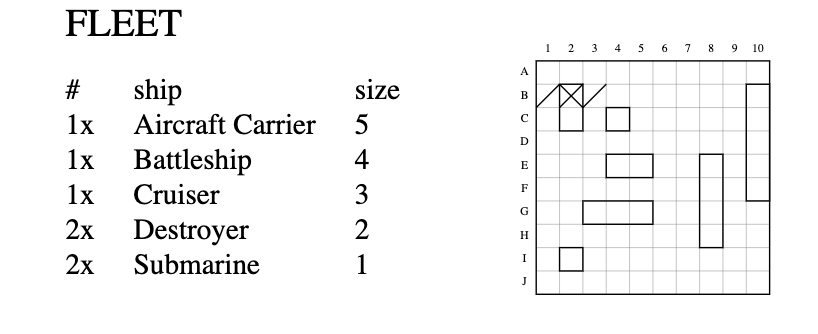 FLEET
# ship size
1x Aircraft Carrier 5
1x Battleship 4
1x Cruiser 3
2x Destroyer 2
2x Submarine 1
1 2 3 4 5 6 7 8 9 10
A
B
C
D
E
F
G
H
I
J